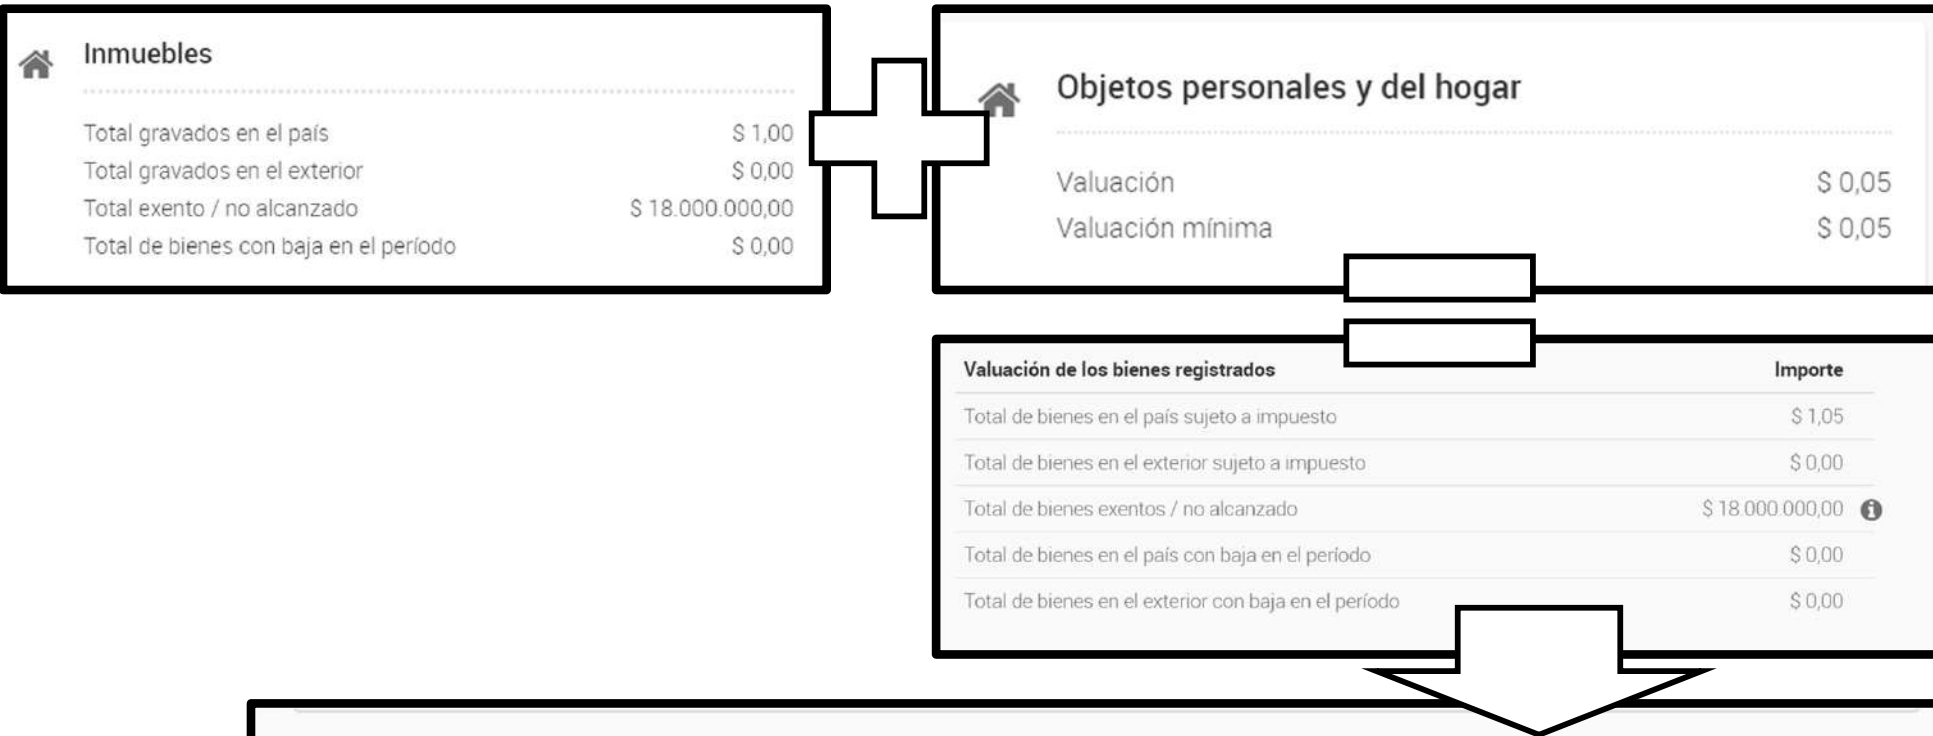 Inmuebles
Total gravados en el país $ 1,00
Total gravados en el exterior $ 0,00
Total exento / no alcanzado $ 18.000.000,00
Total de bienes con baja en el período $ 0,00
Objetos personales y del hogar
Valuación $ 0,05
Valuación mínima $ 0,05
Valuación de los bienes registrados Importe
Total de bienes en el país sujeto a impuesto $ 1,05
Total de bienes en el exterior sujeto a impuesto $ 0,00
Total de bienes exentos / no alcanzado $ 18.000.000,00
Total de bienes en el país con baja en el período $ 0,00
Total de bienes en el exterior con baja en el período $ 0,00